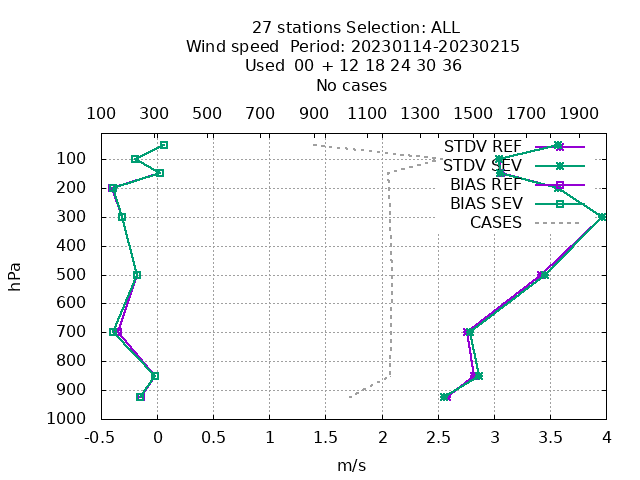 27 stations Selection: ALL
Wind speed  Period: 20230114-20230215
Used  00 + 12 18 24 30 36
No cases
100 300 500 700 900 1100 1300 1500 1700 1900
STDV REF
STDV SEV
BIAS REF
BIAS SEV
CASES
100
200
300
400
500
600
700
800
900
1000
hPa
-0.5 0 0.5 1 1.5 2 2.5 3 3.5 4
m/s